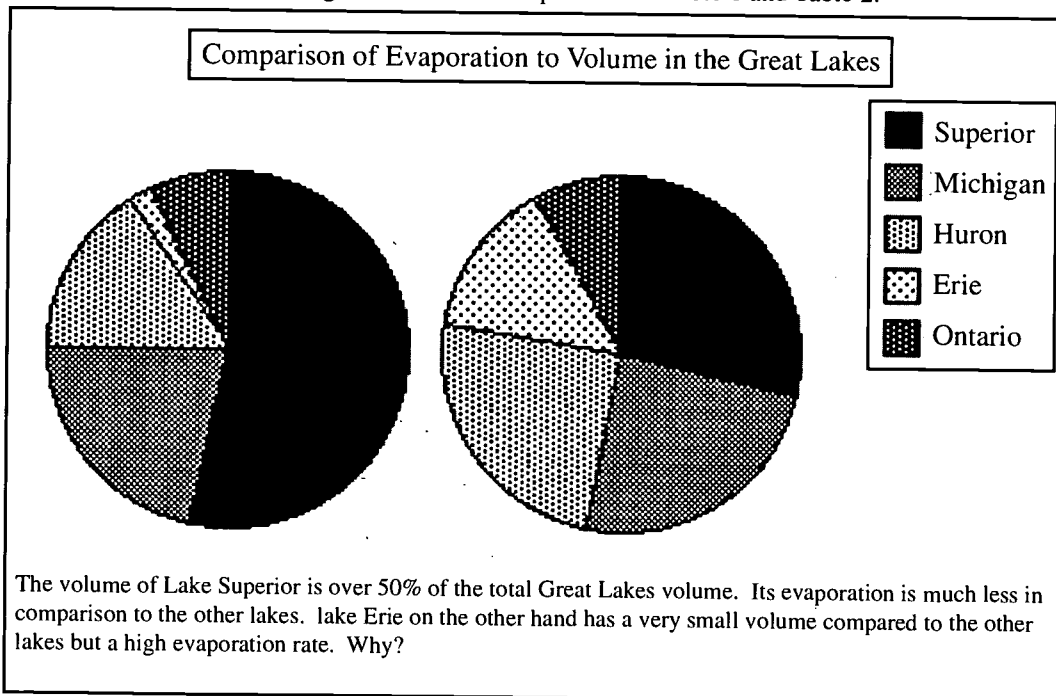 and Table 2.
Comparison of Evaporation to Volume in the Great Lakes
Superior
Michigan
Huron
Erie
Ontario
The volume of Lake Superior is over 50% of the total Great Lakes volume.  Its evaporation is much less in
comparison to the other lakes.  lake Erie on the other hand has a very small volume compared to the other
lakes but a high evaporation rate.  Why?